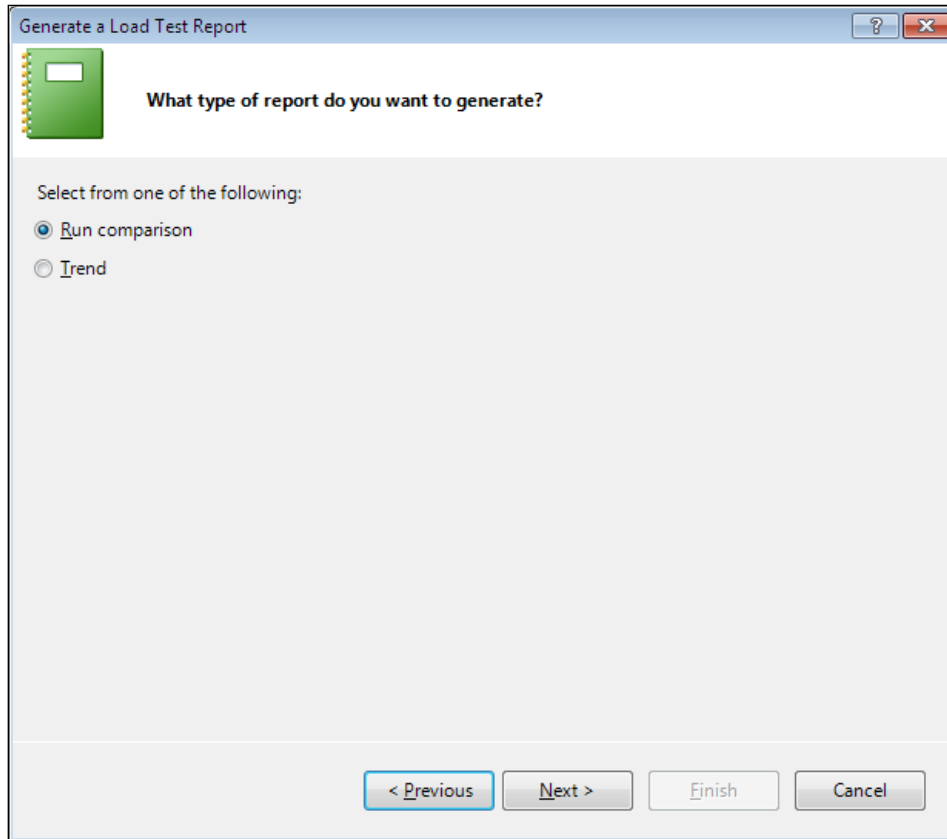 Generate a Load Test Report
?
What type of report do you want to generate?
Select from one of the following:
Run comparison
Trend
< Previous Next > Finish Cancel